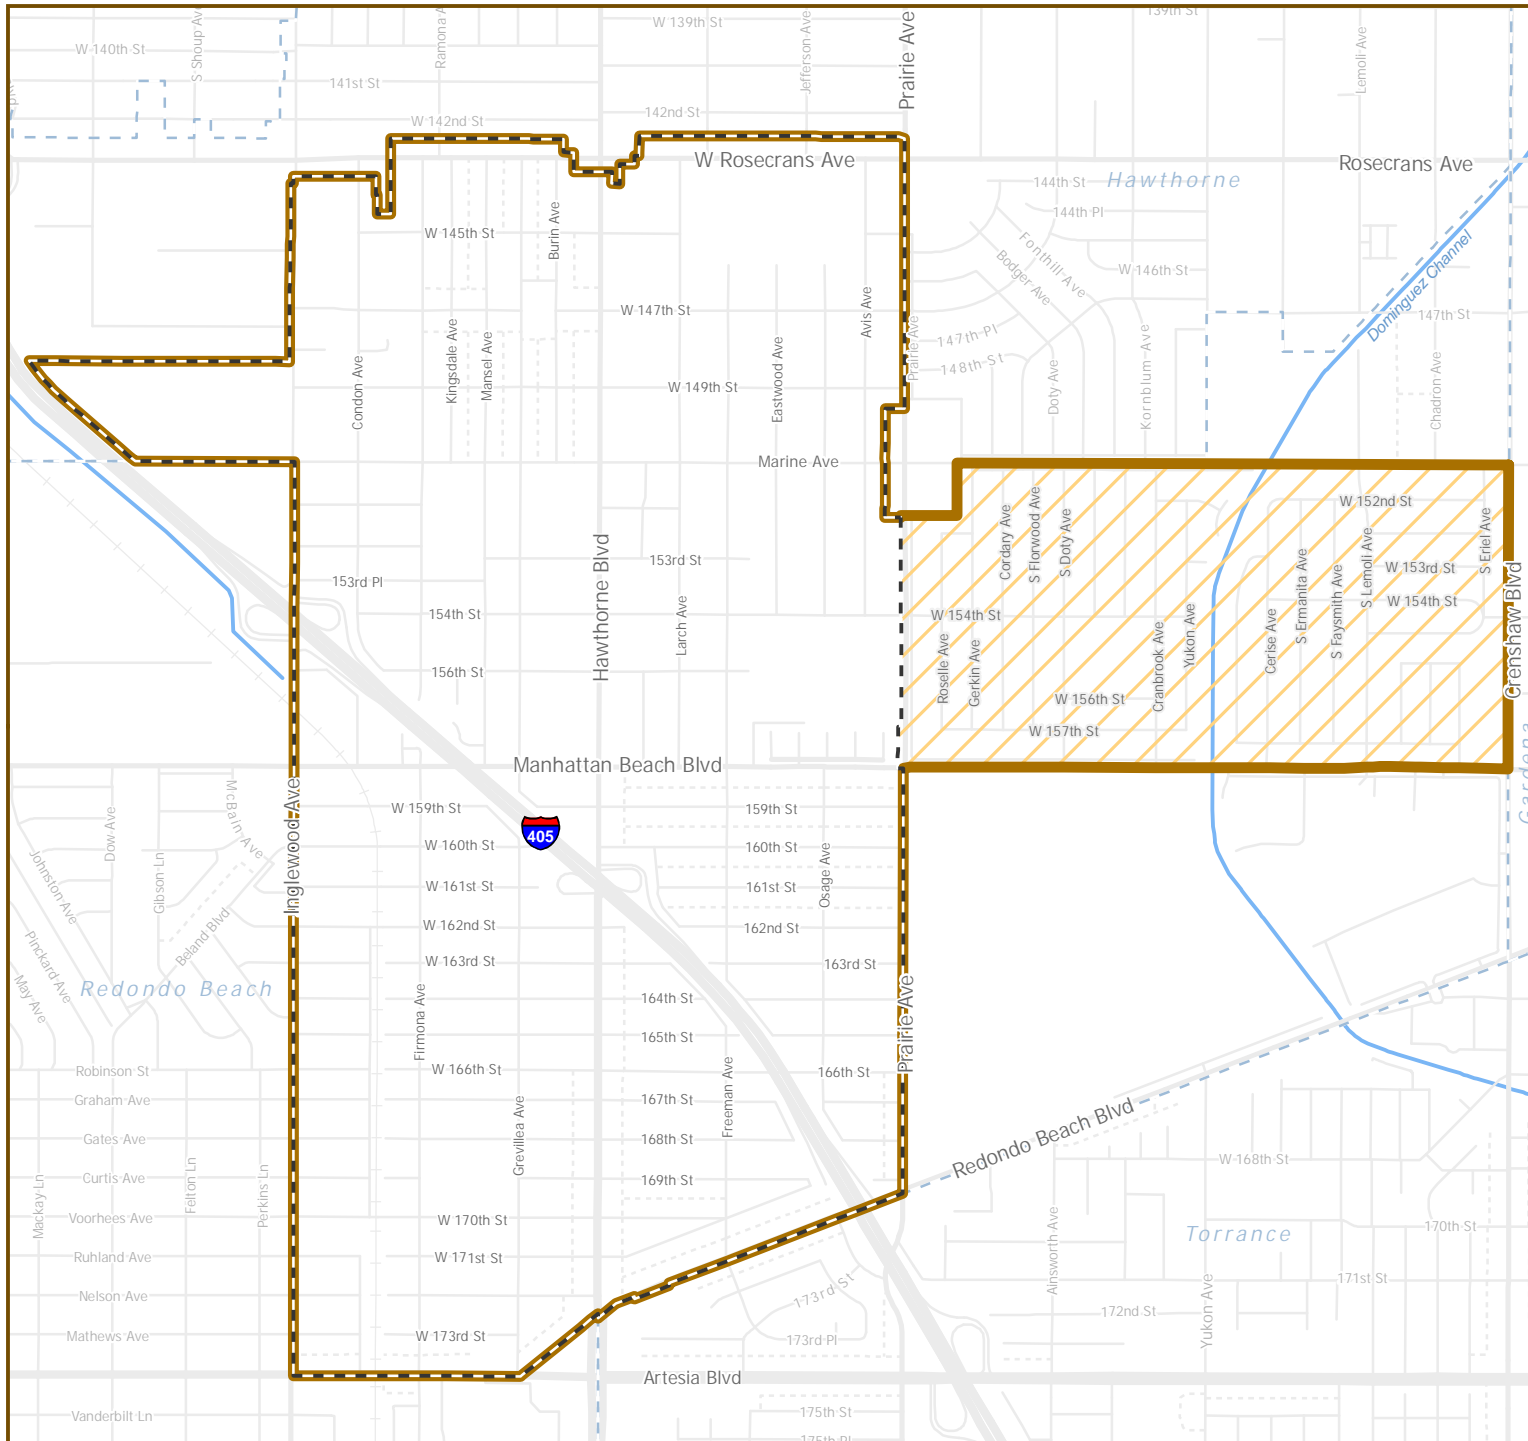 W 139th St
139th St
Prairie Ave
S Shoup Ave
Ramona A
Jefferson Ave
Lemoli Ave
W 140th St
141st St
W 142nd St
142nd St
W Rosecrans Ave
Rosecrans Ave
Hawthorne
144th St
144th Pl
Fonthill Ave
Bodger Ave
W 145th St
Burin Ave
W 146th St
Dominguez Channel
W 147th St
Avis Ave
147th St
Prairie Ave
147th Pl
148th St
Kingsdale Ave
Mansel Ave
Condon Ave
Eastwood Ave
W 149th St
Doty Ave
Kornblum Ave
Chadron Ave
Marine Ave
W 152nd St
Cordary Ave
S Florwood Ave
S Doty Ave
S Eriel Ave
153rd St
153rd Pl
Hawthorne Blvd
S Ermanita Ave
S Faysmith Ave
S Lemoli Ave
W 153rd St
W 154th St
154th St
Larch Ave
W 154th St
Crenshaw Blvd
Roselle Ave
Gerkin Ave
Cranbrook Ave
Yukon Ave
Cerise Ave
156th St
W 156th St
W 157th St
Gardena
Manhattan Beach Blvd
McBain Ave
Dow Ave
Inglewood Ave
W 159th St
159th St
405
W 160th St
160th St
Johnston Ave
Gibson Ln
W 161st St
161st St
Osage Ave
Beland Blvd
W 162nd St
162nd St
Pinckard Ave
May Ave
W 163rd St
163rd St
Redondo Beach
Firmona Ave
164th St
Prairie Ave
165th St
Robinson St
W 166th St
166th St
Freeman Ave
Graham Ave
167th St
Grevillea Ave
Redondo Beach Blvd
Gates Ave
168th St
W 168th St
Curtis Ave
169th St
Mackay Ln
Felton Ln
Perkins Ln
Voorhees Ave
W 170th St
170th St
Torrance
Ainsworth Ave
Ruhland Ave
W 171st St
171st St
Nelson Ave
173rd St
172nd St
Yukon Ave
Mathews Ave
W 173rd St
173rd Pl
Artesia Blvd
Vanderbilt Ln
175th St
175th Pl